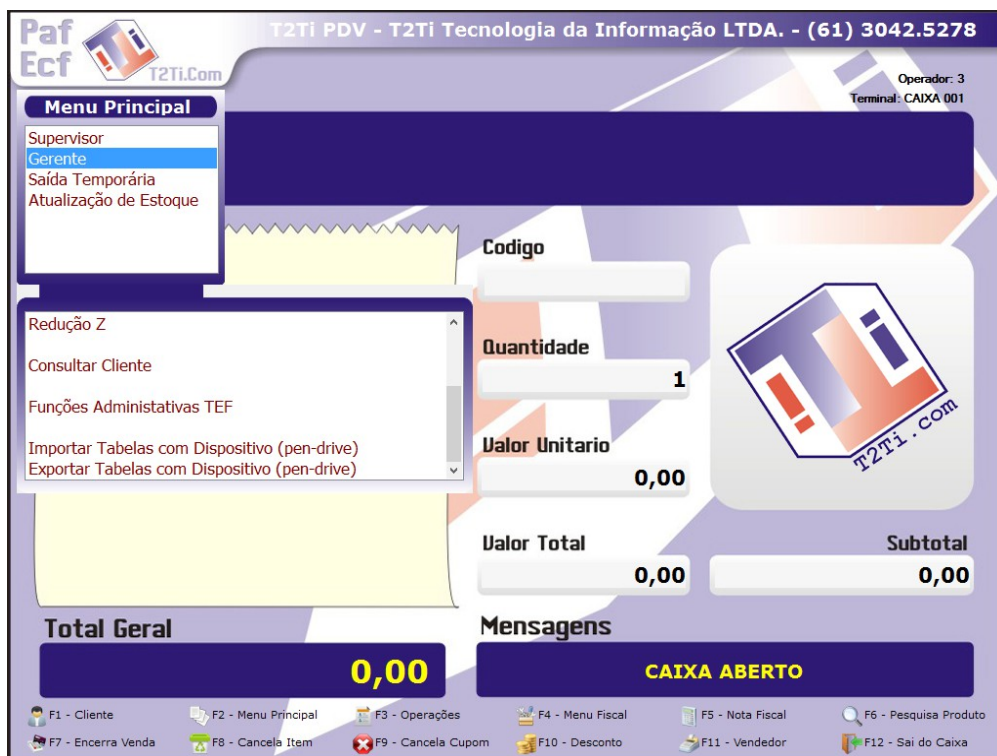 Paf
Ecf
T2Ti.Com
T2Ti PDV - T2Ti Tecnologia da Informação LTDA. - (61) 3042.5278
Operador: 3
Terminal: CAIXA 001
Menu Principal
Supervisor
Gerente
Saída Temporária
Atualização de Estoque
Redução Z
Consultar Cliente
Funções Administativas TEF
Importar Tabelas com Dispositivo (pen-drive)
Exportar Tabelas com Dispositivo (pen-drive)
Codigo
Quantidade
1
Valor Unitario
0,00
Valor Total
0,00
T2Ti.com
Subtotal
0,00
Total Geral
0,00
Mensagens
CAIXA ABERTO
F1 - Cliente F2 - Menu Principal F3 - Operações F4 - Menu Fiscal F5 - Nota Fiscal F6 - Pesquisa Produto
F7 - Encerra Venda F8 - Cancela Item F9 - Cancela Cupom F10 - Desconto F11 - Vendedor F12 - Sai do Caixa